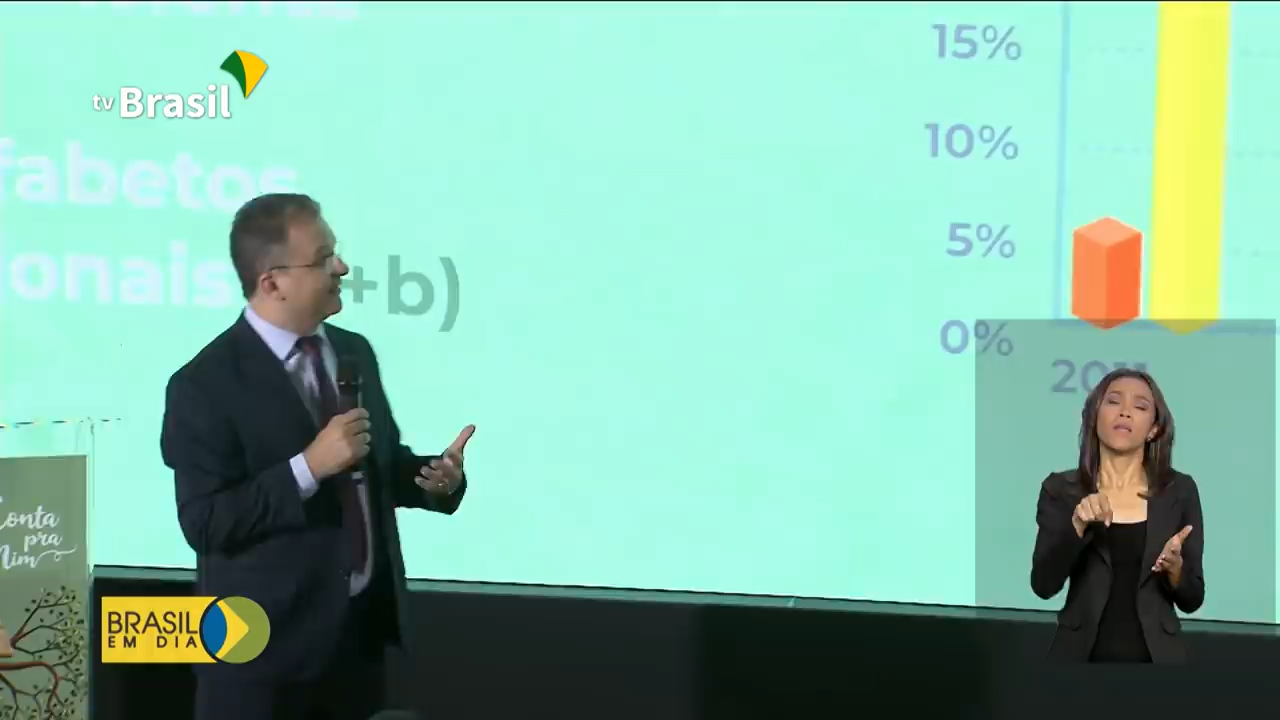 tv Brasil
fabetos
onais +b)
15%
10%
5%
0%
Conta
pra
Mim
BRASIL
EM DIA